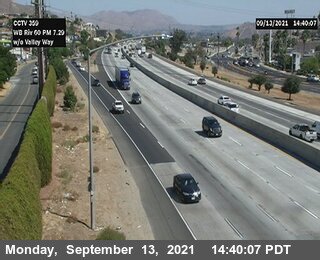 CCTV 359
WB Riv 60 PM 7.29
w/o Valley Way
09/13/2021
14:40:07
Monday, September 13, 2021 14:40:07 PDT